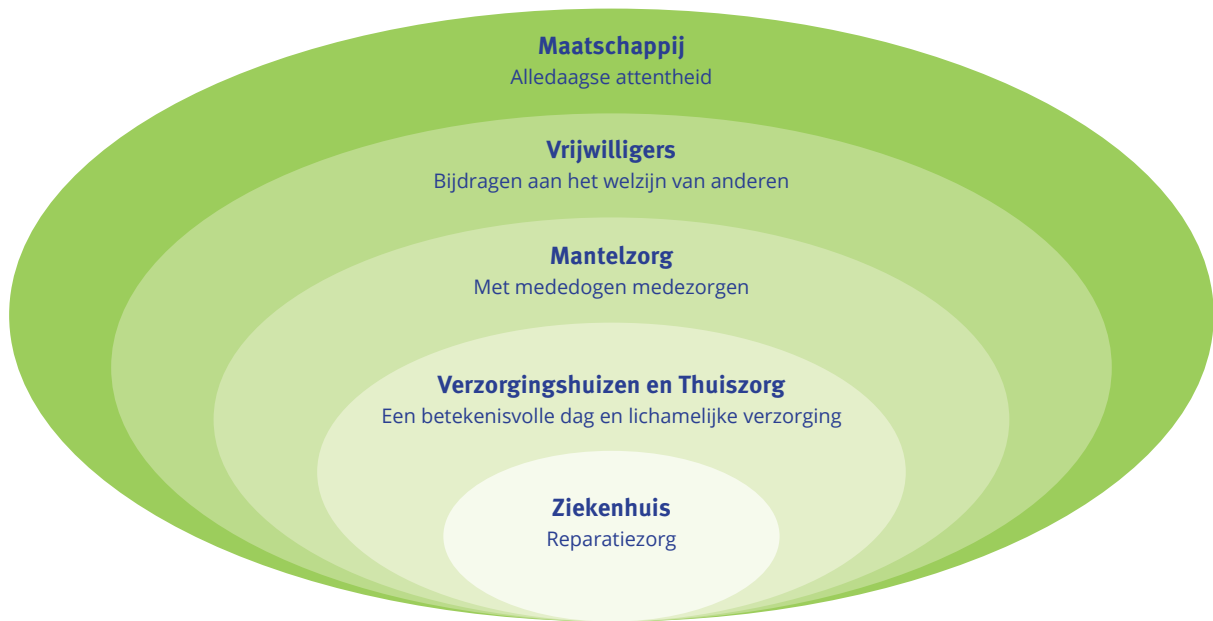 Maatschappij
Alledaagse attentheid
Vrijwilligers
Bijdragen aan het welzijn van anderen
Mantelzorg
Met mededogen medezorgen
Verzorgingshuizen en Thuiszorg
Een betekenisvolle dag en lichamelijke verzorging
Ziekenhuis
Reparatiezorg